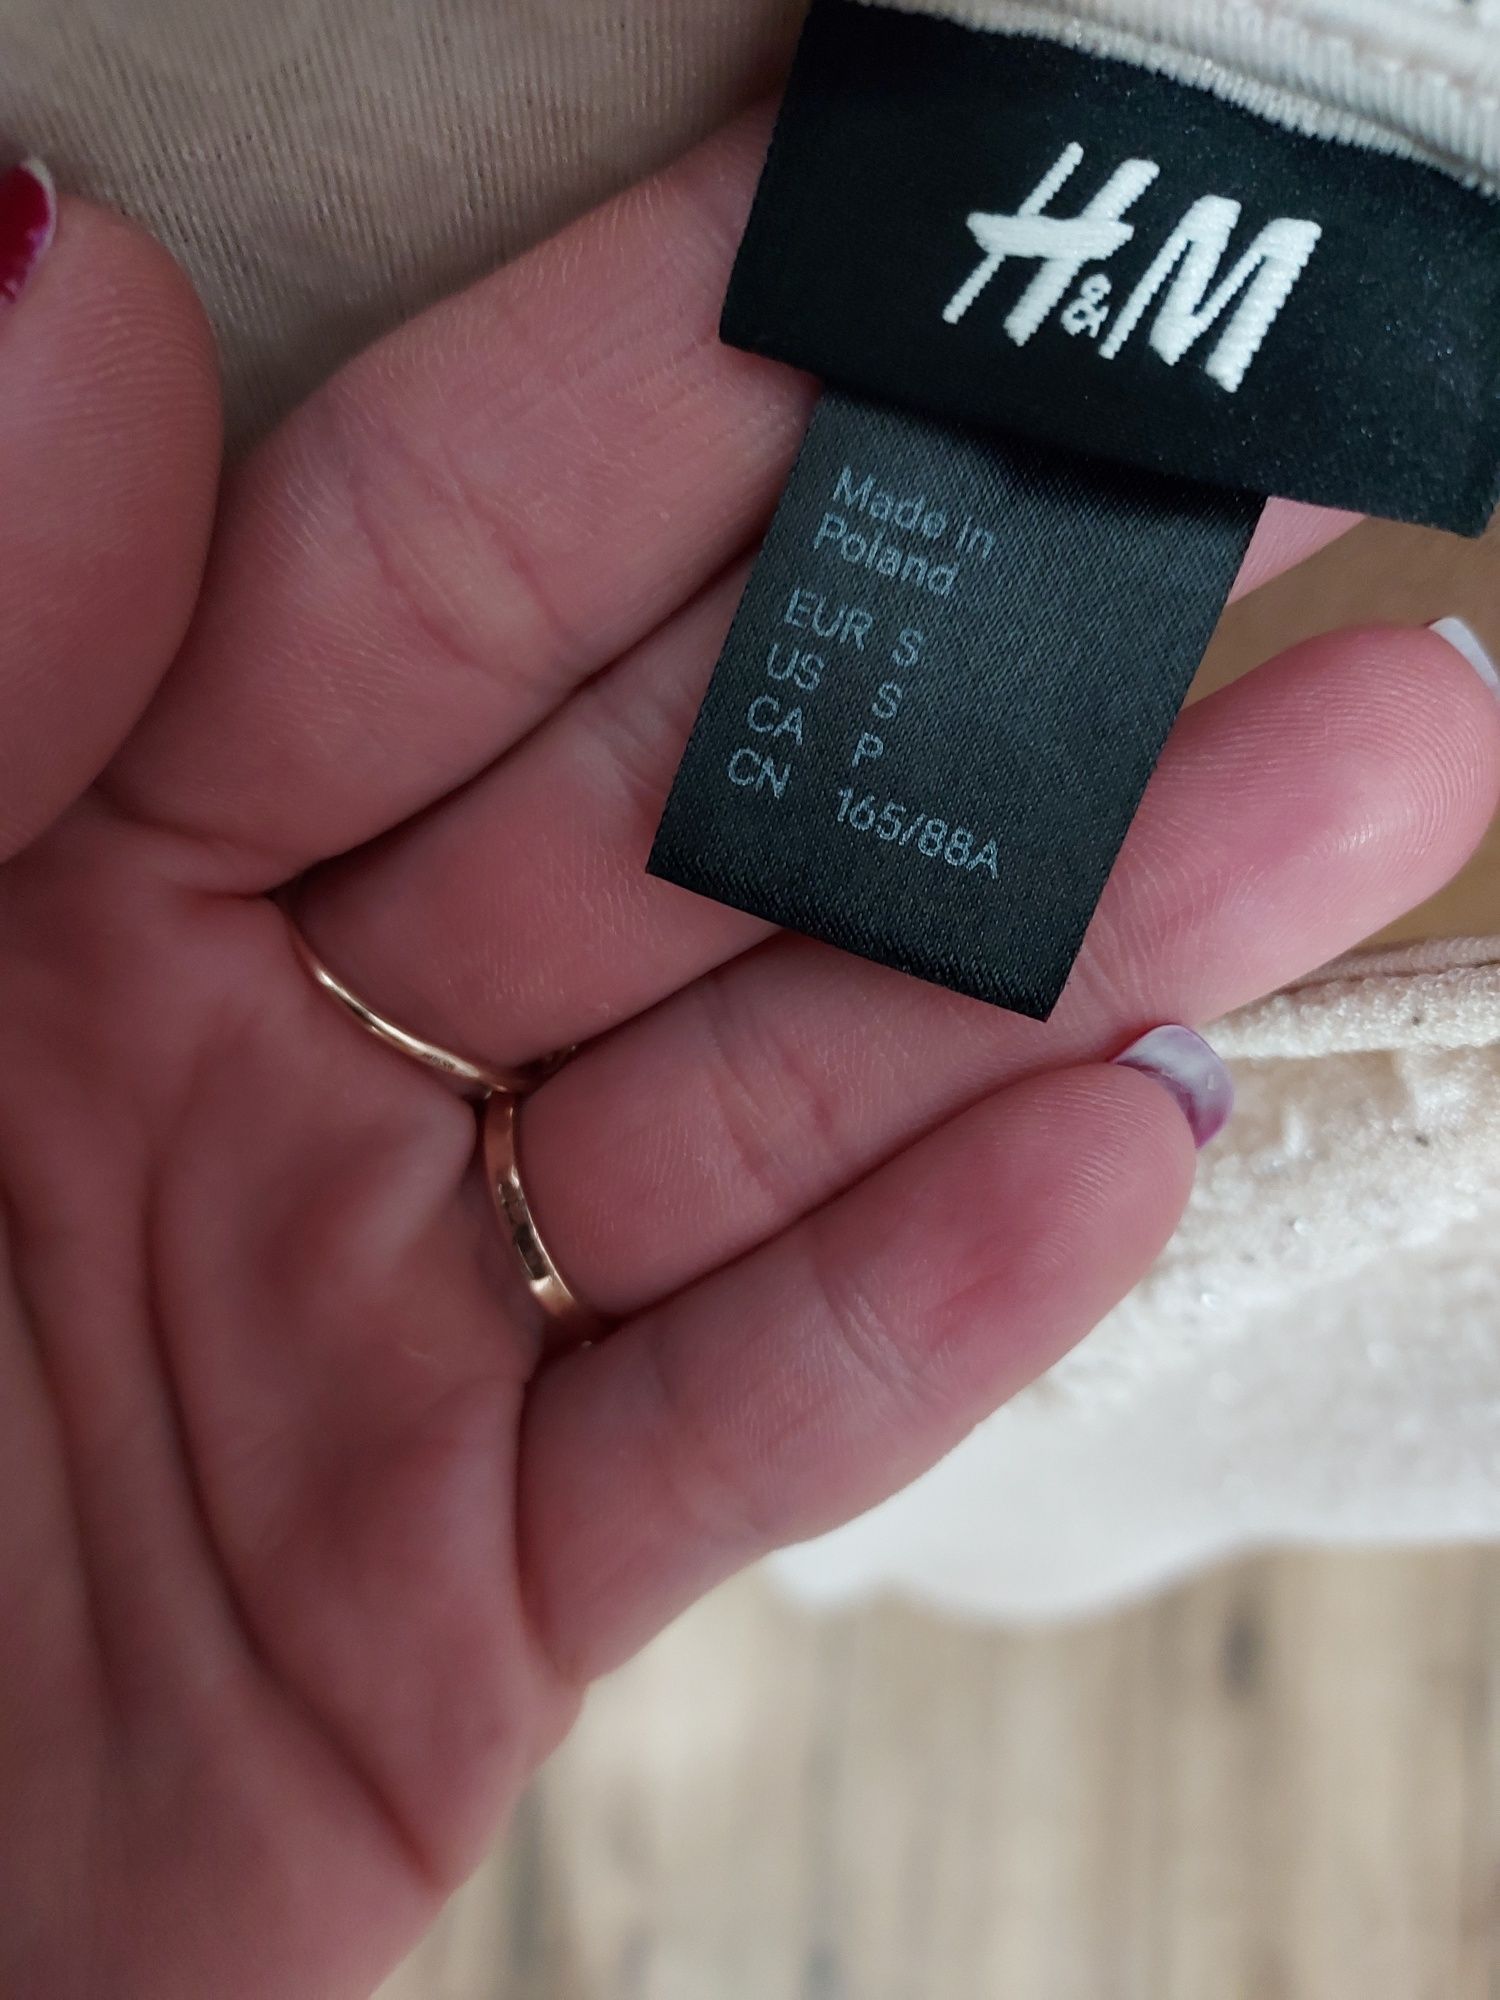 H&M
Made in
Poland
EUR S
US S
CA P
CN 165/88A